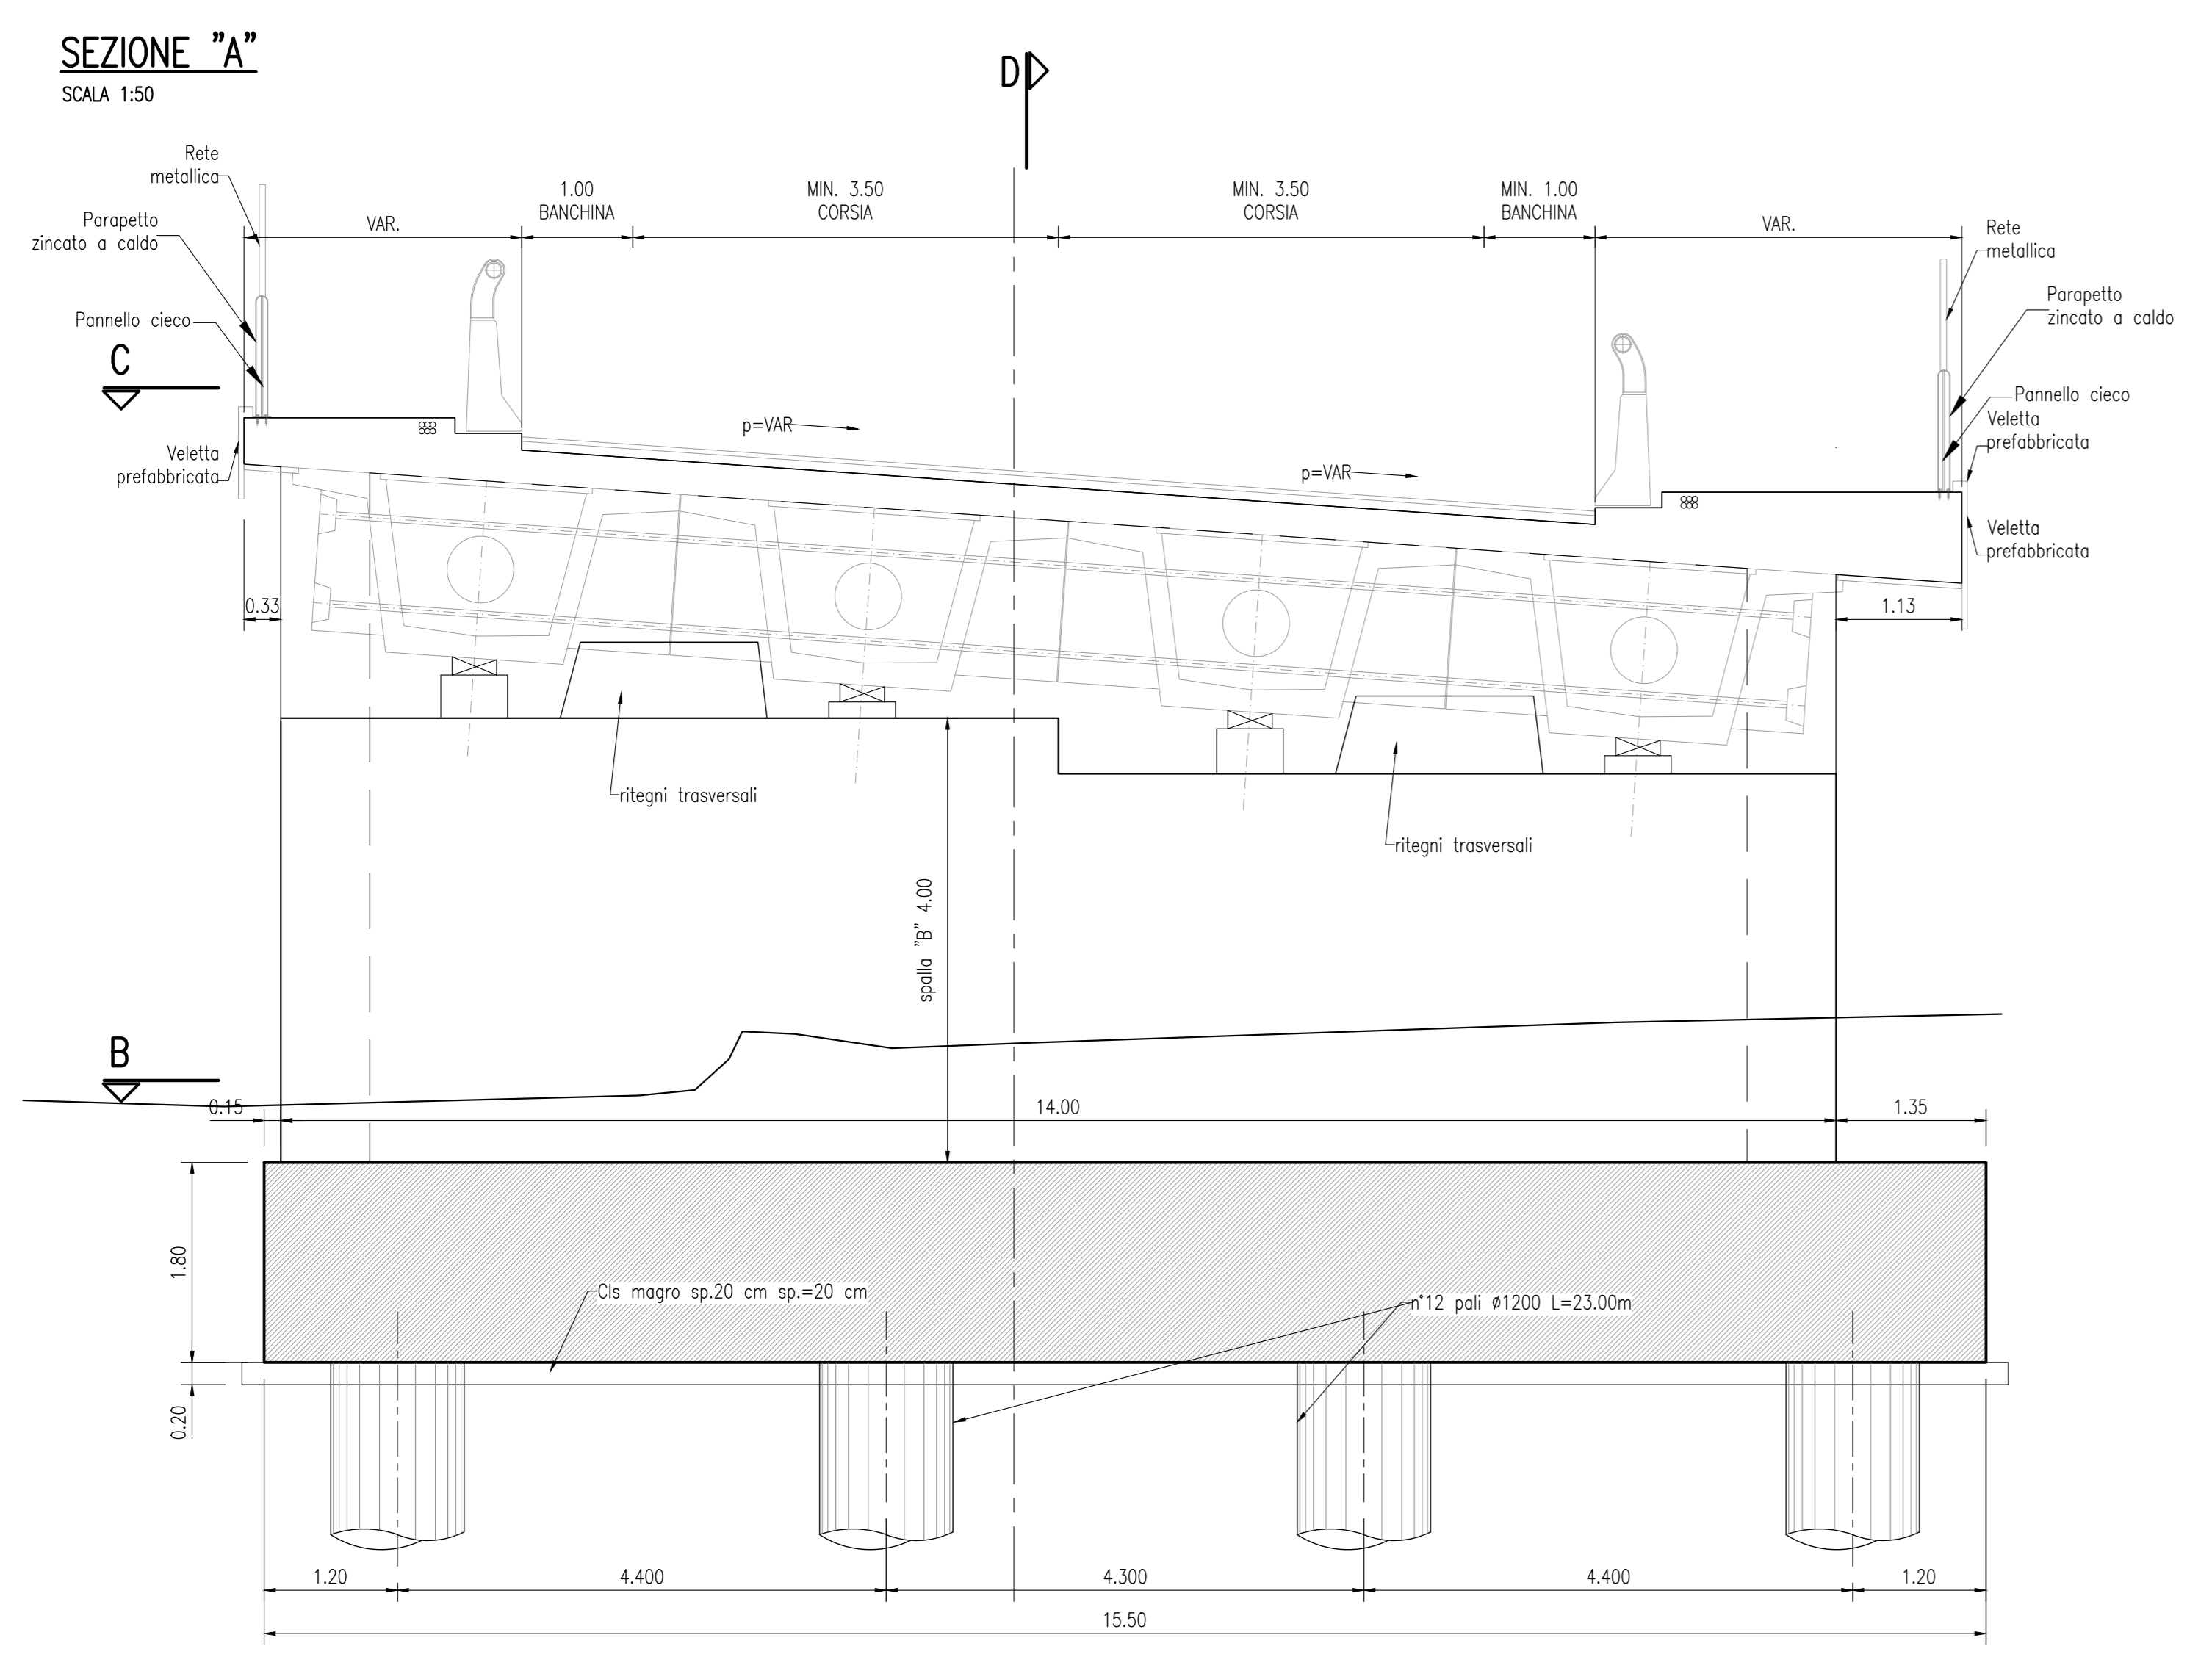 SEZIONE "A"
SCALA 1:50
D
Rete
metallica
Parapetto
zincato a caldo
Pannello cieco
C
Veletta
prefabbricata
VAR.
1.00
BANCHINA
MIN. 3.50
CORSIA
MIN. 3.50
CORSIA
MIN. 1.00
BANCHINA
VAR.
Rete
metallica
Parapetto
zincato a caldo
Pannello cieco
Veletta
prefabbricata
Veletta
prefabbricata
p=VAR
p=VAR
0.33
1.13
ritegni trasversali
ritegni trasversali
spalla "B" 4.00
B
0.15
14.00
1.35
1.80
Cls magro sp.20 cm sp.=20 cm
n°12 pali ø1200 L=23.00m
0.20
1.20
4.400
4.300
4.400
1.20
15.50